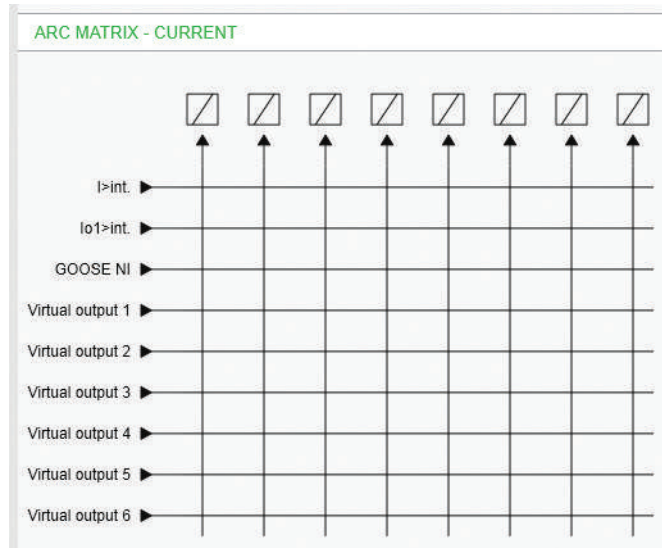 ARC MATRIX - CURRENT
I>int.
Io1>int.
GOOSE NI
Virtual output 1
Virtual output 2
Virtual output 3
Virtual output 4
Virtual output 5
Virtual output 6